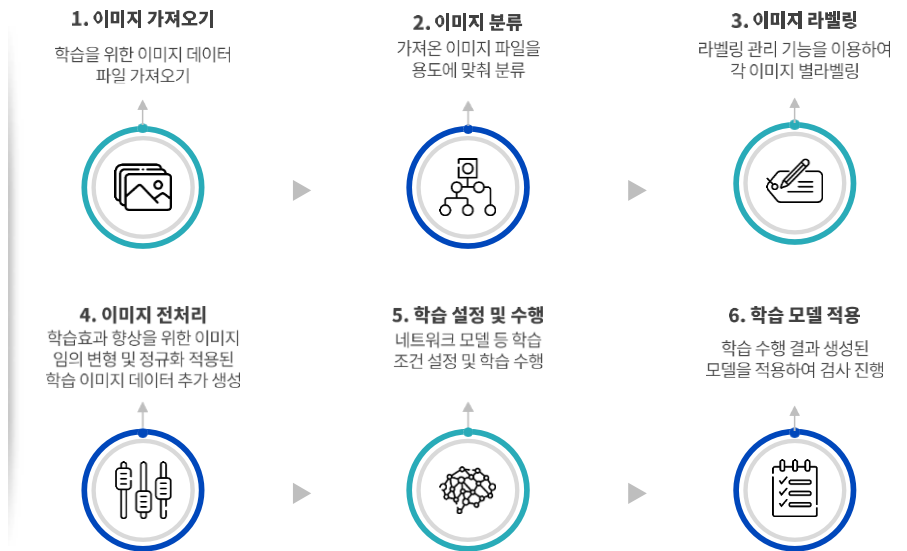 1. 이미지 가져오기
학습을 위한 이미지 데이터
파일 가져오기
2. 이미지 분류
가져온 이미지 파일을
용도에 맞춰 분류
3. 이미지 라벨링
라벨링 관리 기능을 이용하여
각 이미지 별라벨링
4. 이미지 전처리
학습효과 향상을 위한 이미지
임의 변형 및 정규화 적용된
학습 이미지 데이터 추가 생성
5. 학습 설정 및 수행
네트워크 모델 등 학습
조건 설정 및 학습 수행
6. 학습 모델 적용
학습 수행 결과 생성된
모델을 적용하여 검사 진행